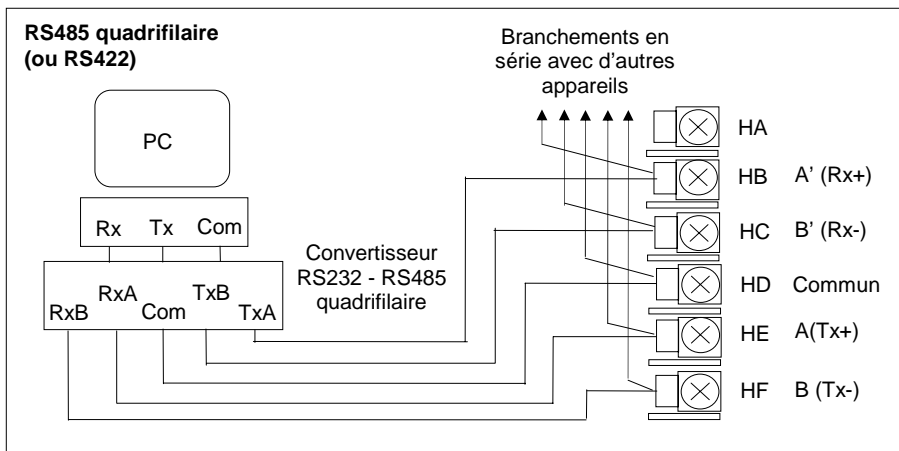 RS485 quadrifilaire
(ou RS422)
Branchements en
série avec d'autres
appareils
PC
Rx Tx Com
Convertisseur
RS232 - RS485
quadrifilaire
RxB RxA Com TxB TxA
HA
HB A' (Rx+)
HC B' (Rx-)
HD Commun
HE A(Tx+)
HF B (Tx-)